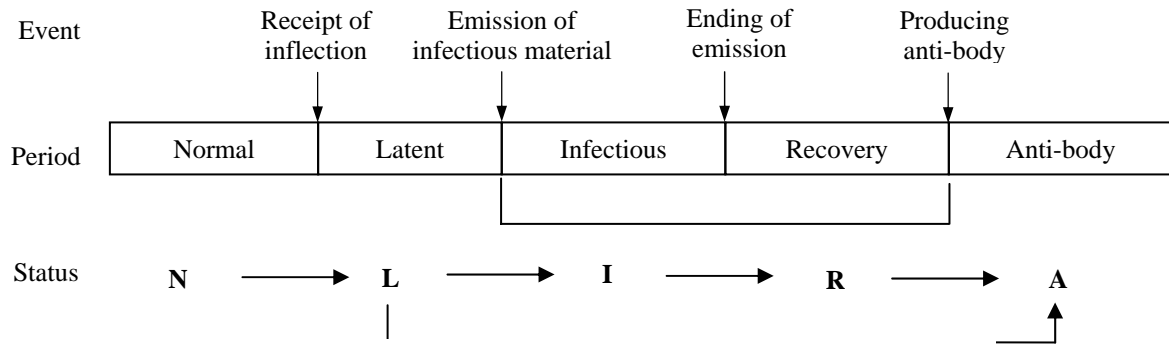 Event
Receipt of
inflection
Emission of
infectious material
Ending of
emission
Producing
anti-body
Period
Normal
Latent
Infectious
Recovery
Anti-body
Status
N
L
I
R
A